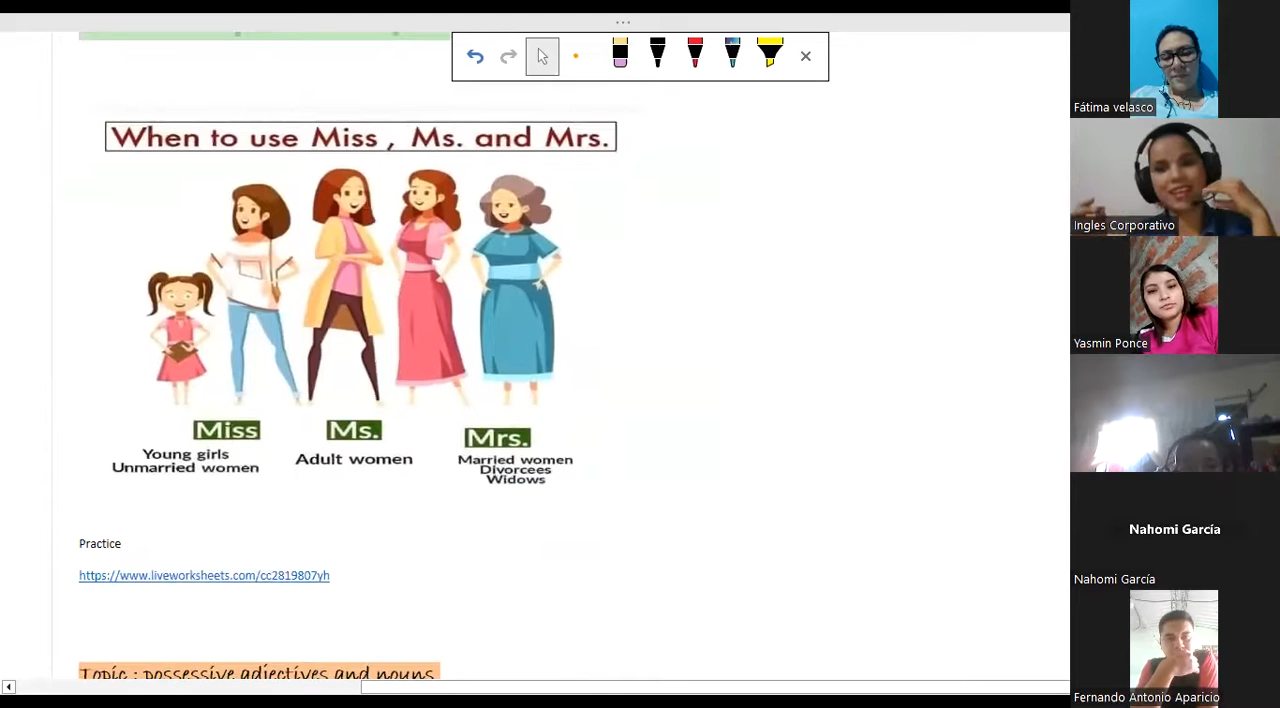 When to use Miss , Ms. and Mrs.
Miss
Young girls
Unmarried women
Ms.
Adult women
Mrs.
Married women
Divorcees
Widows
Practice
https://www.liveworksheets.com/cc2819807yh
Topic : possessive adjectives and nouns
Fátima velasco
Ingles Corporativo
Yasmin Ponce
Nahomi García
Nahomi García
Fernando Antonio Aparicio